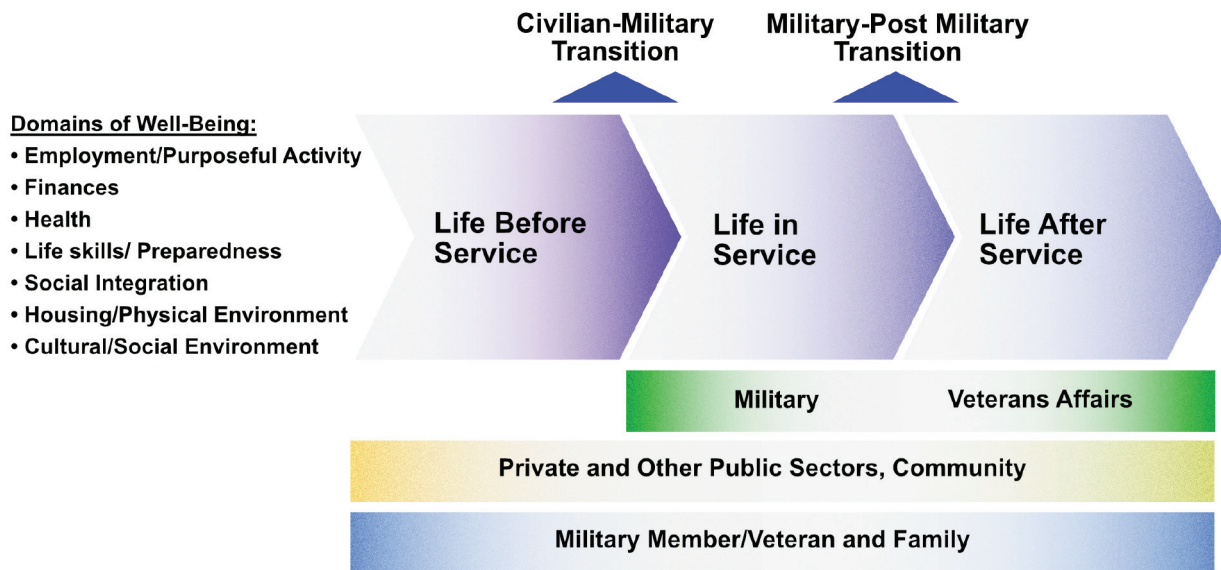 Civilian-Military
Transition
Military-Post Military
Transition
Domains of Well-Being:
• Employment/Purposeful Activity
• Finances
• Health
• Life skills/ Preparedness
• Social Integration
• Housing/Physical Environment
• Cultural/Social Environment
Life Before
Service
Life in
Service
Life After
Service
Military
Veterans Affairs
Private and Other Public Sectors, Community
Military Member/Veteran and Family